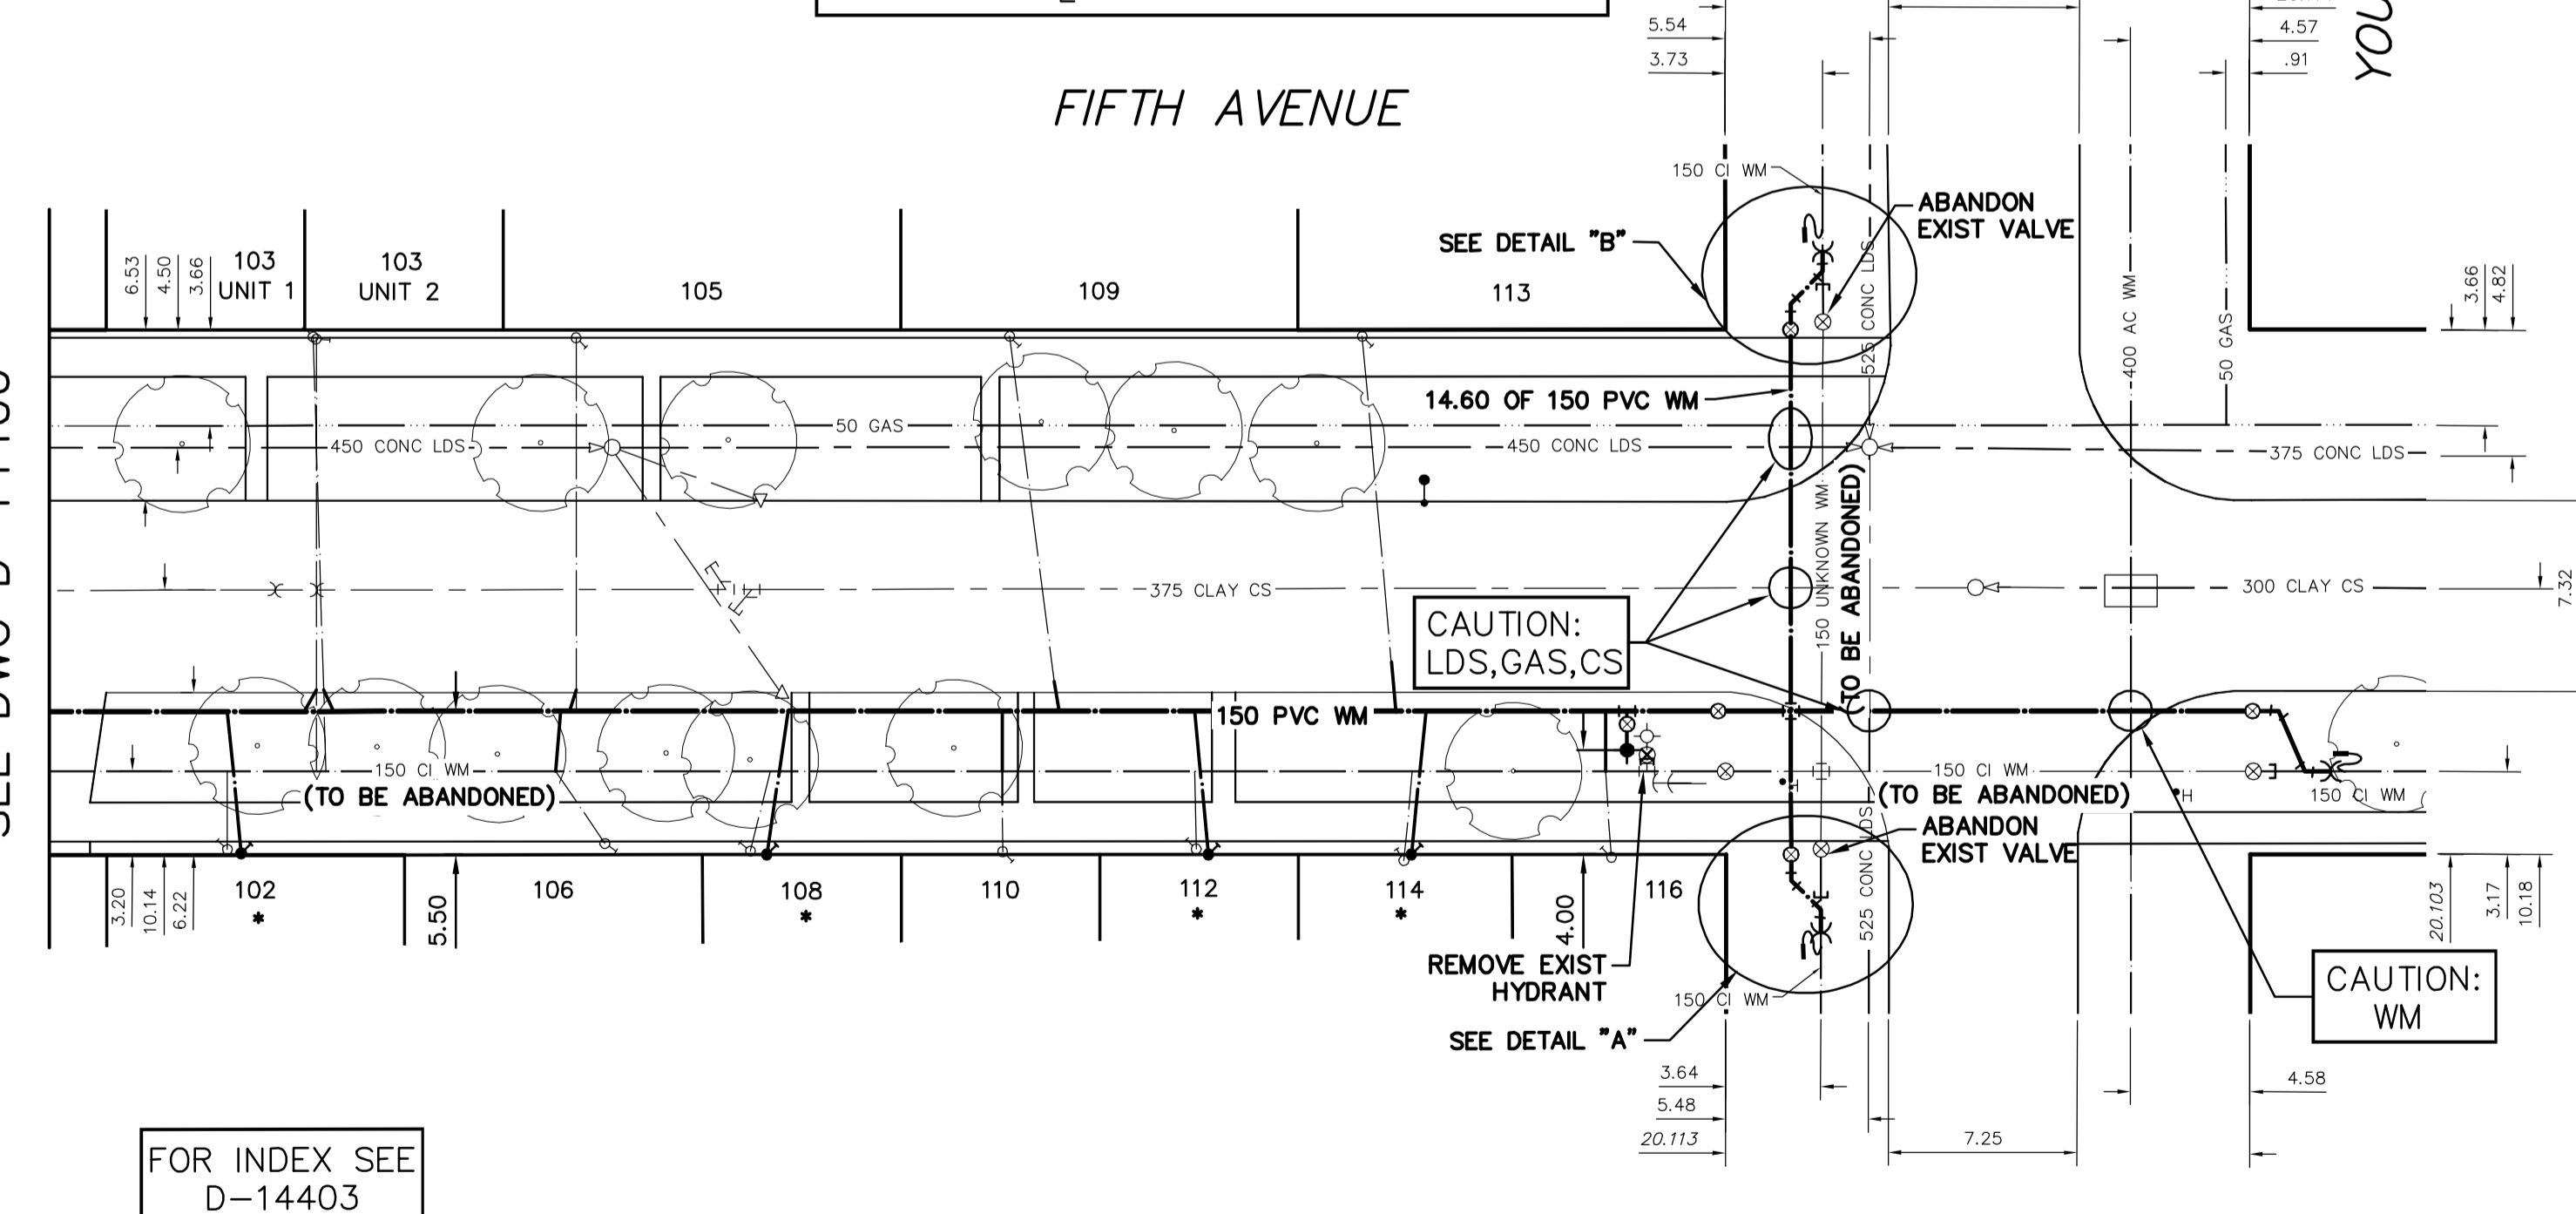 5.54
3.73
4.57
.91
YOU
FIFTH AVENUE
150 CI WM
ABANDON
EXIST VALVE
SEE DETAIL "B"
6.53
4.50
3.66
103
UNIT 1
103
UNIT 2
105
109
113
525 CONC LDS
400 AC WM
50 GAS
3.66
4.82
14.60 OF 150 PVC WM
50 GAS
450 CONC LDS
450 CONC LDS
375 CONC LDS
150 UNKNOWN WM
(TO BE ABANDONED)
375 CLAY CS
300 CLAY CS
7.32
CAUTION:
LDS,GAS,CS
150 PVC WM
150 CI WM
(TO BE ABANDONED)
150 CI WM
(TO BE ABANDONED)
H
H
150 CI WM
ABANDON
EXIST VALVE
525 CONC LDS
3.20
10.14
6.22
102
*
5.50
106
108
*
110
112
*
114
*
4.00
116
20.103
3.17
10.18
REMOVE EXIST
HYDRANT
150 CI WM
SEE DETAIL "A"
CAUTION:
WM
3.64
5.48
20.113
7.25
4.58
FOR INDEX SEE
D-14403